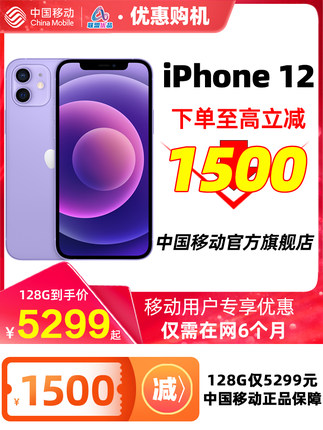 中国移动
China Mobile
·优惠购机
iPhone 12
下单至高立减
1500
中国移动官方旗舰店
128G到手价
¥5299起
移动用户专享优惠
仅需在网6个月
¥1500
减
128G仅5299元
中国移动正品保障